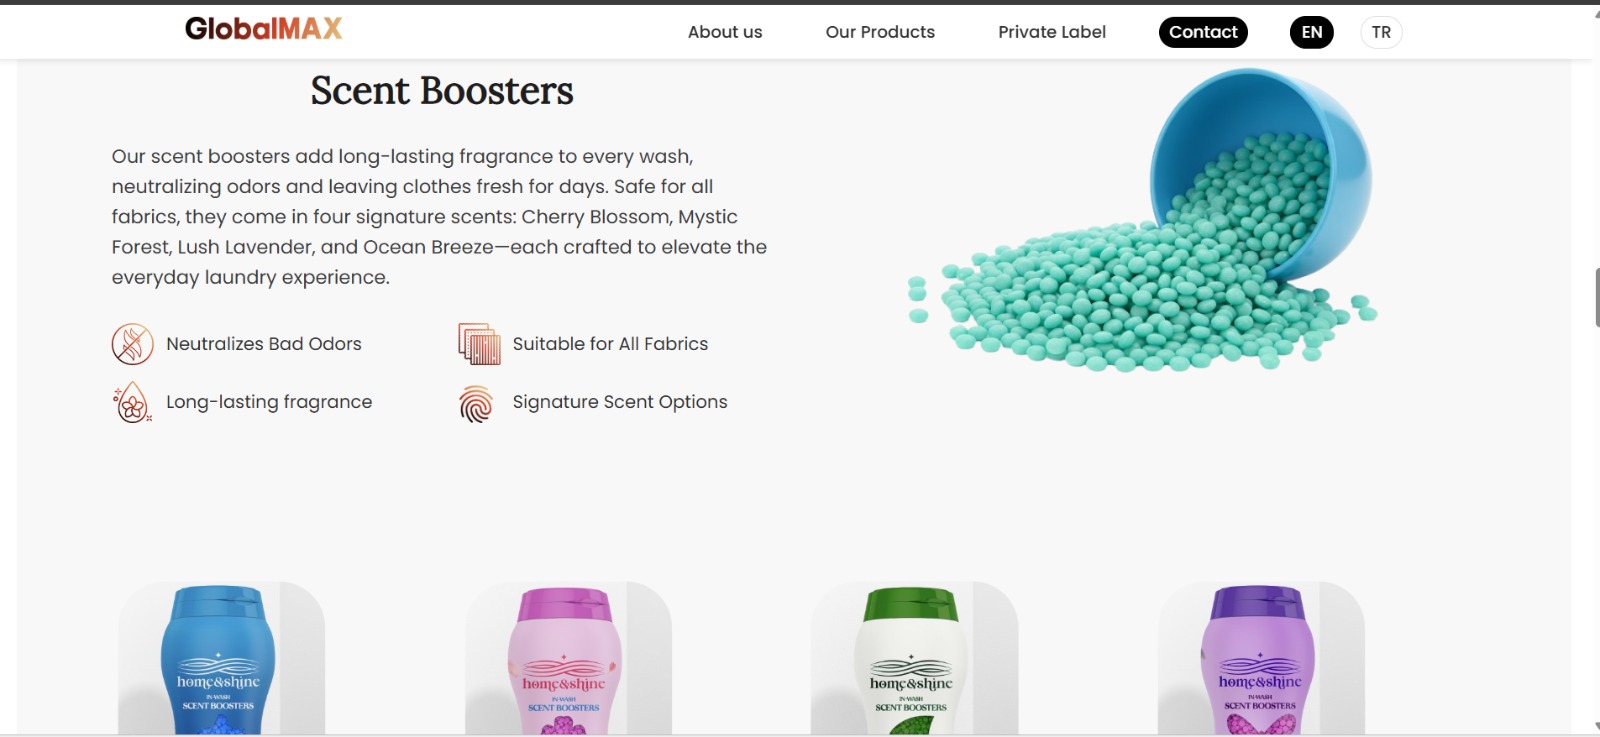 GlobalMAX
About us
Our Products
Private Label
Contact
EN
TR
Scent Boosters
Our scent boosters add long-lasting fragrance to every wash,
neutralizing odors and leaving clothes fresh for days. Safe for all
fabrics, they come in four signature scents: Cherry Blossom, Mystic
Forest, Lush Lavender, and Ocean Breeze—each crafted to elevate the
everyday laundry experience.
Neutralizes Bad Odors
Suitable for All Fabrics
Long-lasting fragrance
Signature Scent Options
home&shine
IN-WASH
SCENT BOOSTERS
home&shine
IN-WASH
SCENT BOOSTERS
home&shine
IN-WASH
SCENT BOOSTERS
home&shine
IN-WASH
SCENT BOOSTERS